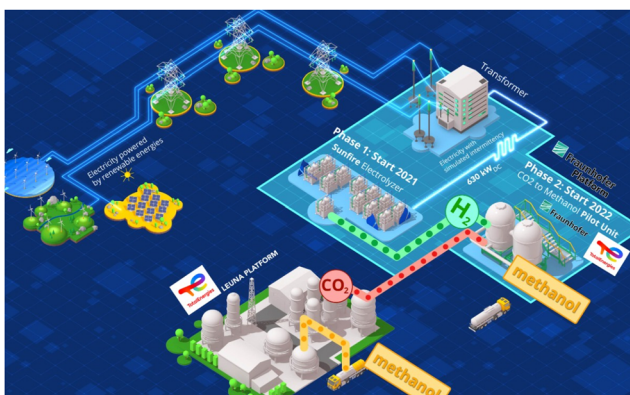 Electricity powered
by renewable energies
Transformer
Phase 1: Start 2021
Sunfire Electrolyzer
Electricity with
simulated intermittency
630 kW DC
Fraunhofer
Platform
Phase 2: Start 2022
CO2 to Methanol Pilot Unit
Fraunhofer
H2
TotalEnergies
methanol
TotalEnergies
LEUNA PLATFORM
CO2
methanol